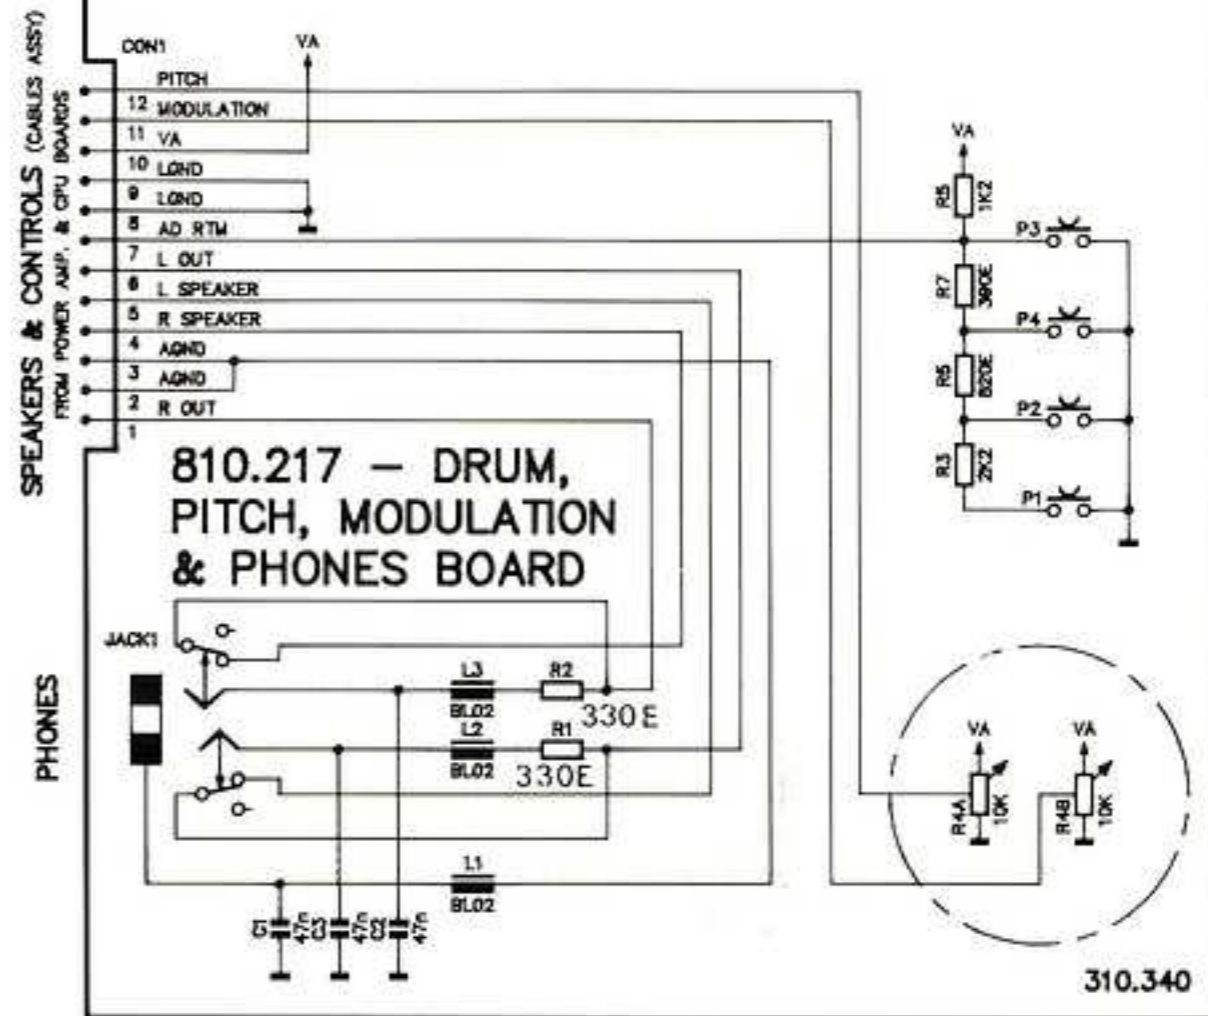 SPEAKERS & CONTROLS (CABLES ASSY)
FROM POWER AMP. & CPU BOARDS
CON1
VA
PITCH
12 MODULATION
11 VA
10 LGND
9 LGND
8 AD RTM
7 L OUT
6 L SPEAKER
5 R SPEAKER
4 AGND
3 AGND
2 R OUT
1
VA
R5 1K2
P3
R7 390E
P4
R6 820E
P2
R3 2K2
P1
810.217 – DRUM,
PITCH, MODULATION
& PHONES BOARD
JACK1
PHONES
L3
BL02
R2
330E
L2
BL02
R1
330E
L1
BL02
C1 47n
C3 47n
C2 47n
VA
R4A
10K
VA
R4B
10K
310.340